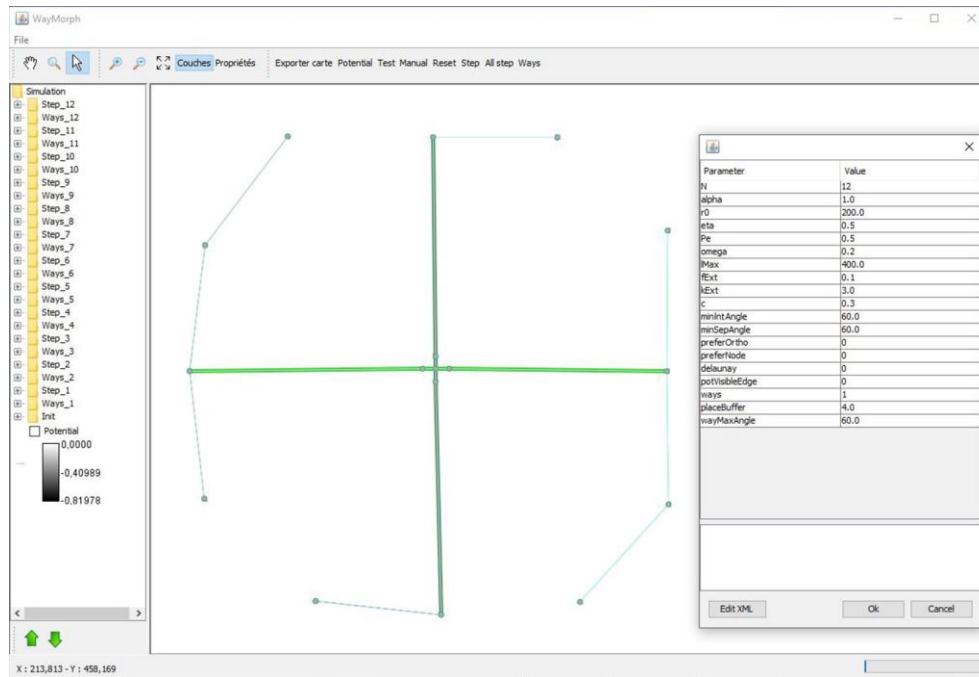 WayMorph
File
Couches Propriétés Exporter carte Potential Test Manual Reset Step All step Ways
Simulation
Step_12
Ways_12
Step_11
Ways_11
Step_10
Ways_10
Step_9
Ways_9
Step_8
Ways_8
Step_7
Ways_7
Step_6
Ways_6
Step_5
Ways_5
Step_4
Ways_4
Step_3
Ways_3
Step_2
Ways_2
Step_1
Ways_1
Init
Potential
0,0000
-0,40989
-0,81978
X : 213,813 - Y : 458,169
Parameter Value
N 12
alpha 1.0
r0 200.0
eta 0.5
Pe 0.5
omega 0.2
lMax 400.0
fExt 0.1
kExt 3.0
c 0.3
minIntAngle 60.0
minSepAngle 60.0
preferOrtho 0
preferNode 0
delaunay 0
potVisibleEdge 0
ways 1
placeBuffer 4.0
wayMaxAngle 60.0
Edit XML Ok Cancel